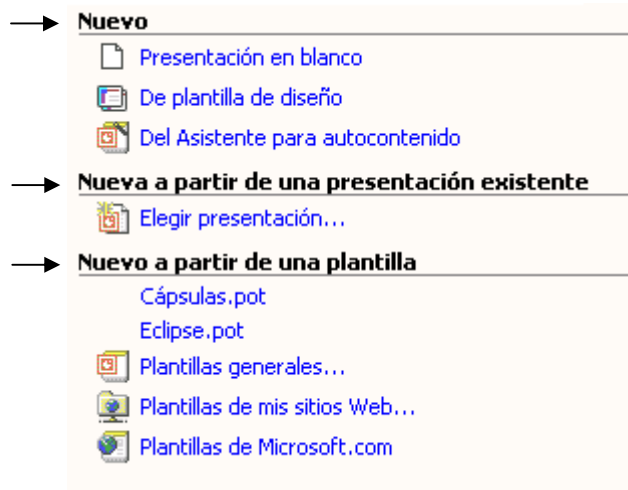 Nuevo
Presentación en blanco
De plantilla de diseño
Del Asistente para autocontenido
Nueva a partir de una presentación existente
Elegir presentación...
Nuevo a partir de una plantilla
Cápsulas.pot
Eclipse.pot
Plantillas generales...
Plantillas de mis sitios Web...
Plantillas de Microsoft.com